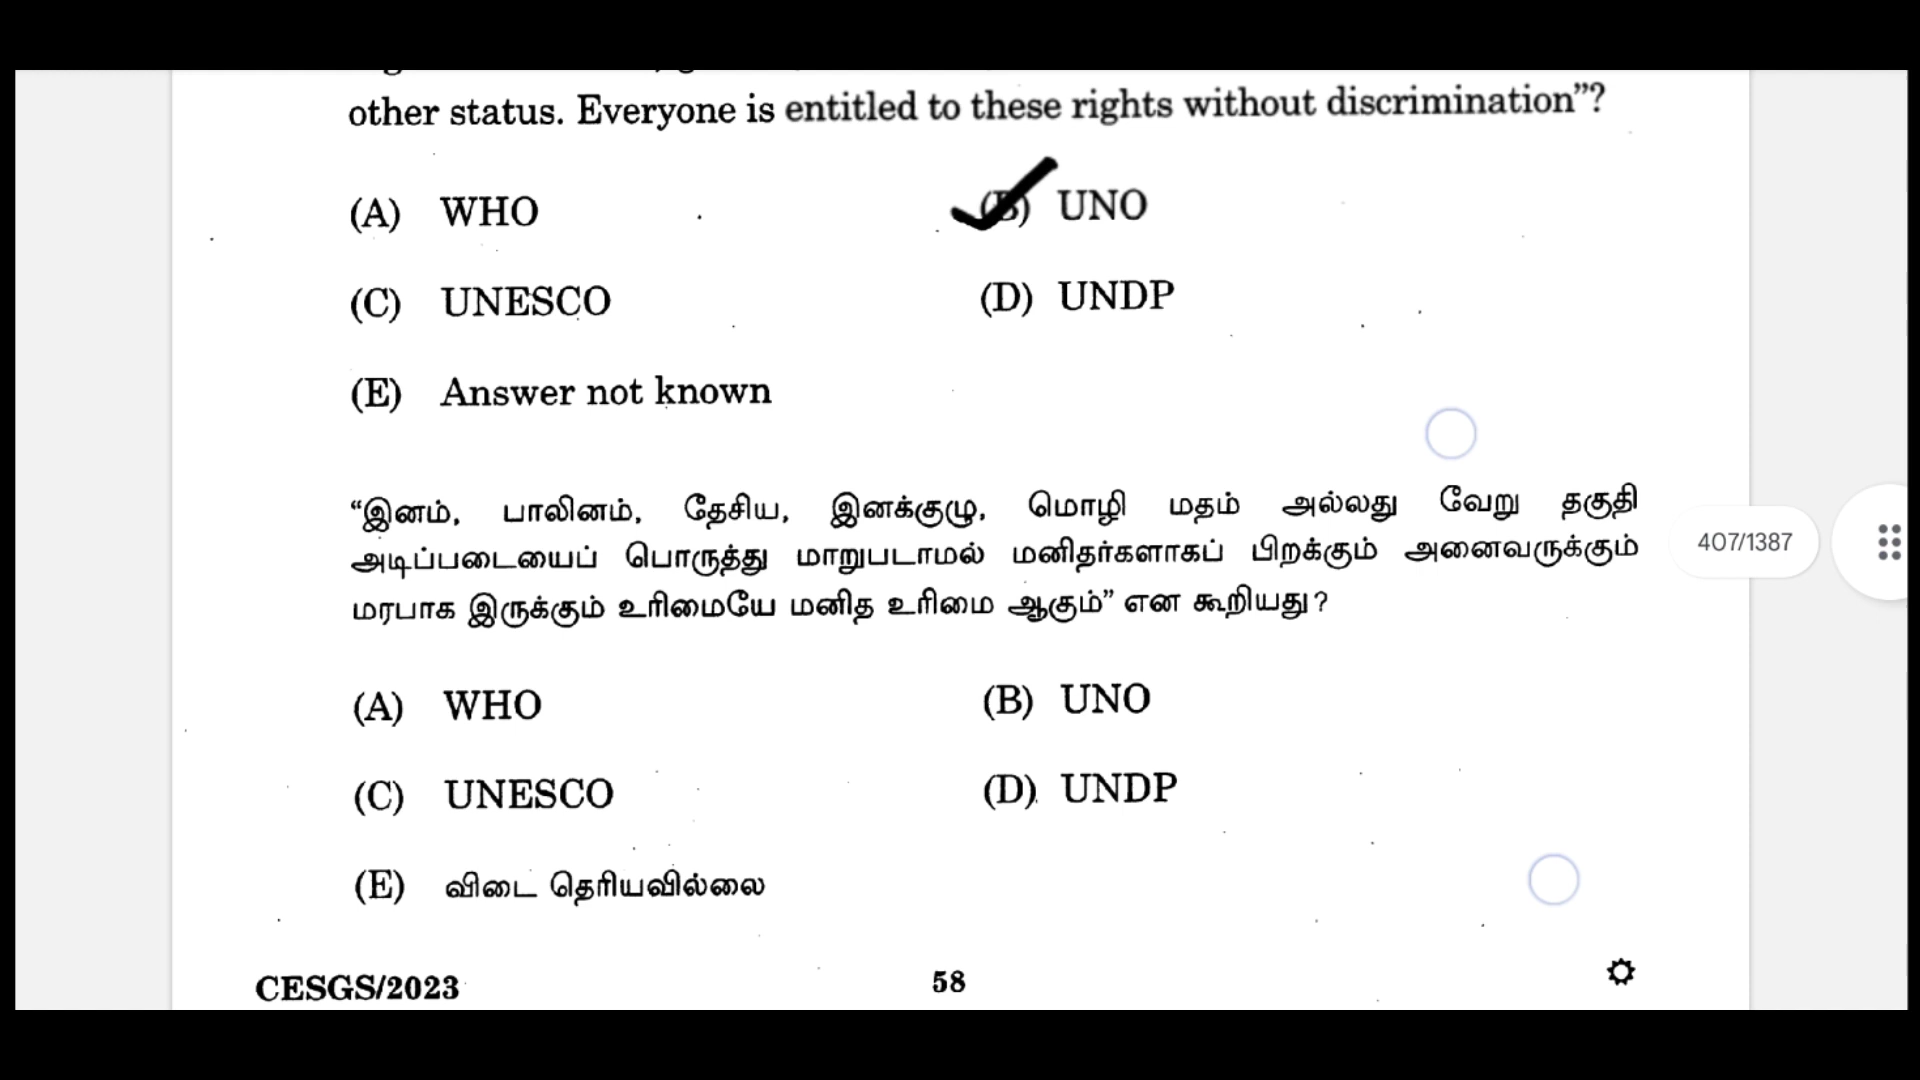 other status. Everyone is entitled to these rights without discrimination”?
(A) WHO (B) UNO
(C) UNESCO (D) UNDP
(E) Answer not known
“இனம், பாலினம், தேசிய, இனக்குழு, மொழி மதம் அல்லது வேறு தகுதி
அடிப்படையைப் பொருத்து மாறுபடாமல் மனிதர்களாகப் பிறக்கும் அனைவருக்கும்
மரபாக இருக்கும் உரிமையே மனித உரிமை ஆகும்” என கூறியது?
(A) WHO (B) UNO
(C) UNESCO (D) UNDP
(E) விடை தெரியவில்லை
407/1387
CESGS/2023 58